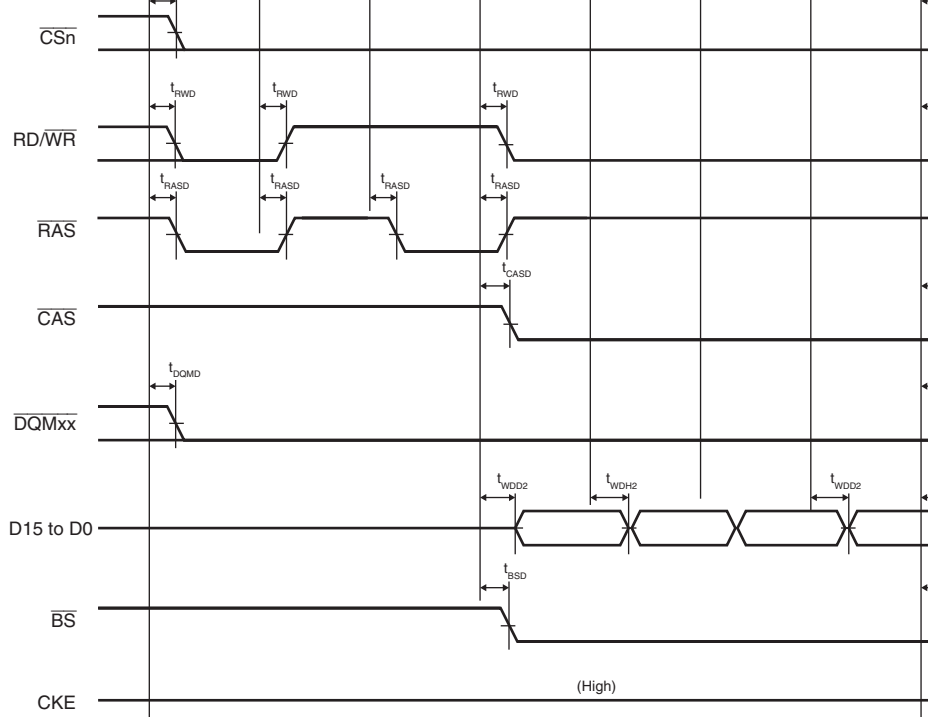 CSn
tRWD tRWD tRWD
RD/WR
tRASD tRASD tRASD tRASD
RAS
tCASD
CAS
tDQMD
DQMxx
tWDD2 tWDH2 tWDD2
D15 to D0
tBSD
BS
(High)
CKE